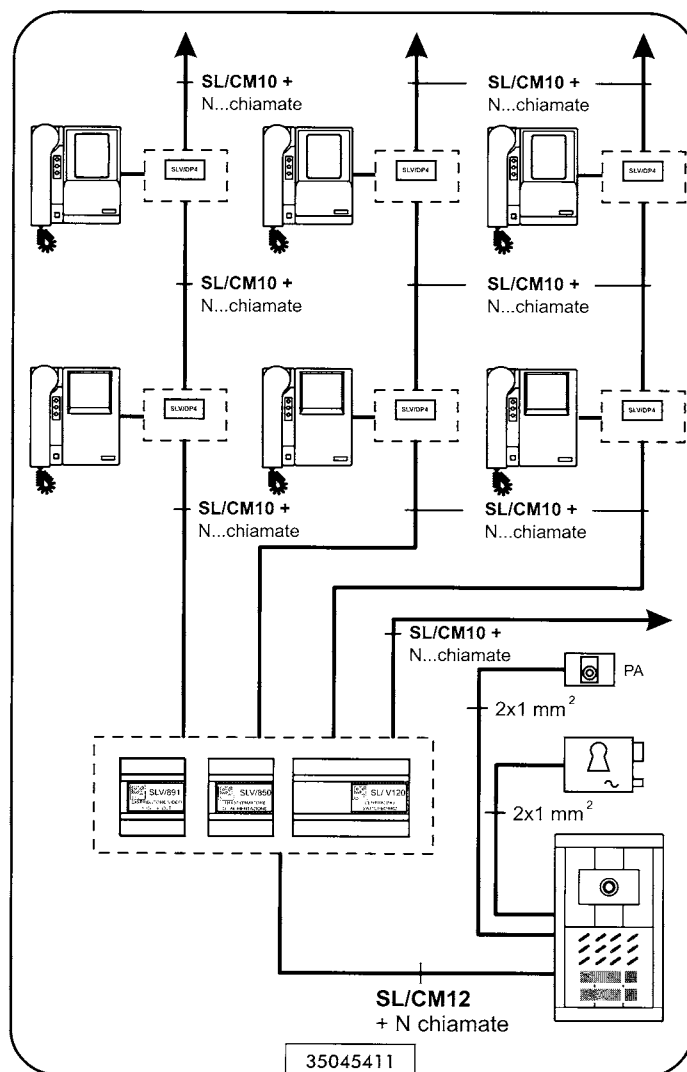 SL/CM10 +
N...chiamate
SL/CM10 +
N...chiamate
SLV/DP4
SLV/DP4
SLV/DP4
SL/CM10 +
N...chiamate
SL/CM10 +
N...chiamate
SLV/DP4
SLV/DP4
SLV/DP4
SL/CM10 +
N...chiamate
SL/CM10 +
N...chiamate
SL/CM10 +
N...chiamate
PA
2x1 mm²
SLV/891
SLV/850
SL/ V120
2x1 mm²
SL/CM12
+ N chiamate
35045411